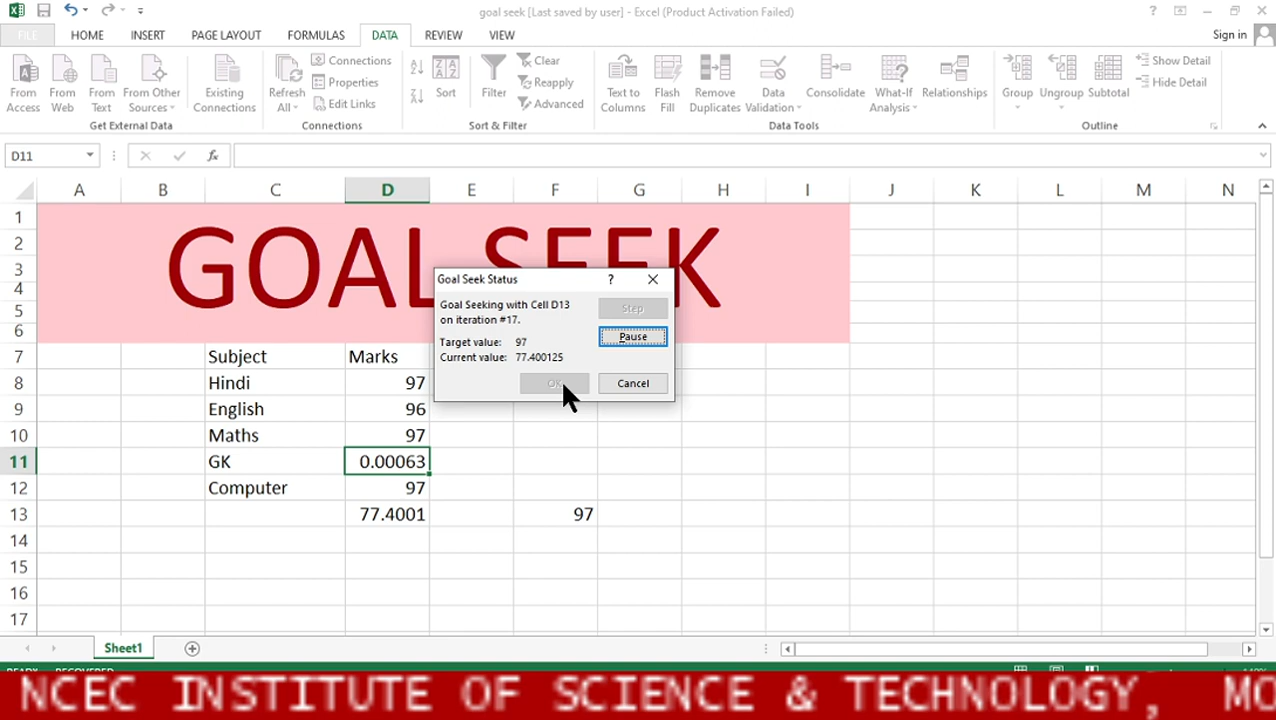 goal seek [Last saved by user] - Excel (Product Activation Failed)
FILE HOME INSERT PAGE LAYOUT FORMULAS DATA REVIEW VIEW Sign in
From Access
From Web
From Text
From Other Sources
Existing Connections
Get External Data
Refresh All
Connections
Properties
Edit Links
Connections
Sort
Filter
Clear
Reapply
Advanced
Sort & Filter
Text to Columns
Flash Fill
Remove Duplicates
Data Validation
Consolidate
What-If Analysis
Relationships
Data Tools
Group
Ungroup
Subtotal
Show Detail
Hide Detail
Outline
D11 fx
A B C D E F G H I J K L M N
1
2
3
4
5
6
GOAL SEEK
Goal Seek Status ?
Goal Seeking with Cell D13
on iteration #17.
Target value: 97
Current value: 77.400125
Step
Pause
OK Cancel
7 Subject Marks
8 Hindi 97
9 English 96
10 Maths 97
11 GK 0.00063
12 Computer 97
13 77.4001 97
14
15
16
17
Sheet1
NCEC INSTITUTE OF SCIENCE & TECHNOLOGY, MO